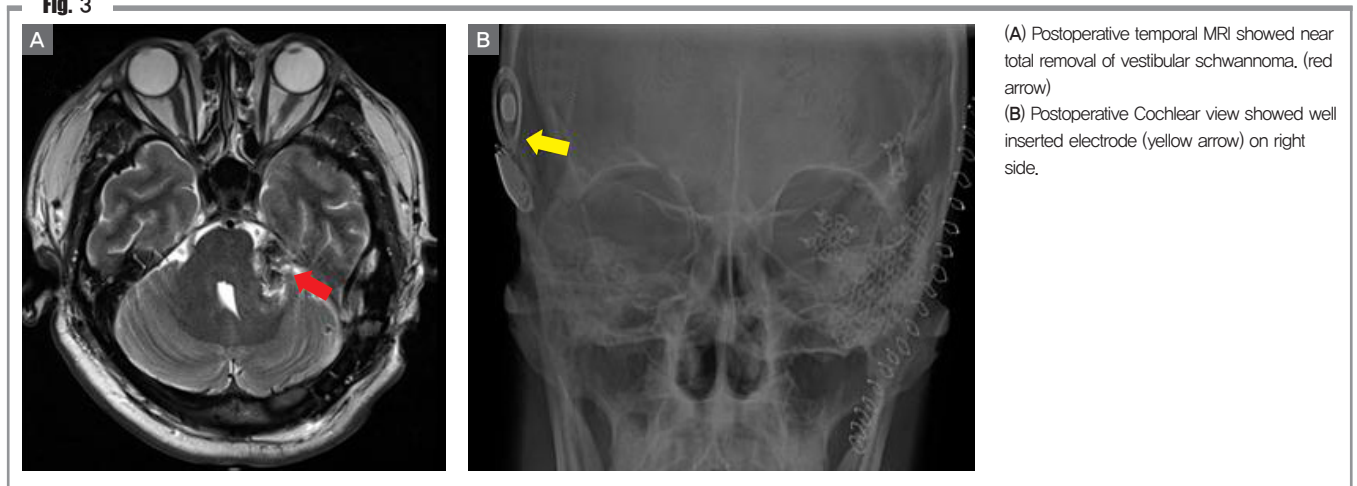 Fig. 3
A
B
(A) Postoperative temporal MRI showed near
total removal of vestibular schwannoma. (red
arrow)
(B) Postoperative Cochlear view showed well
inserted electrode (yellow arrow) on right
side.